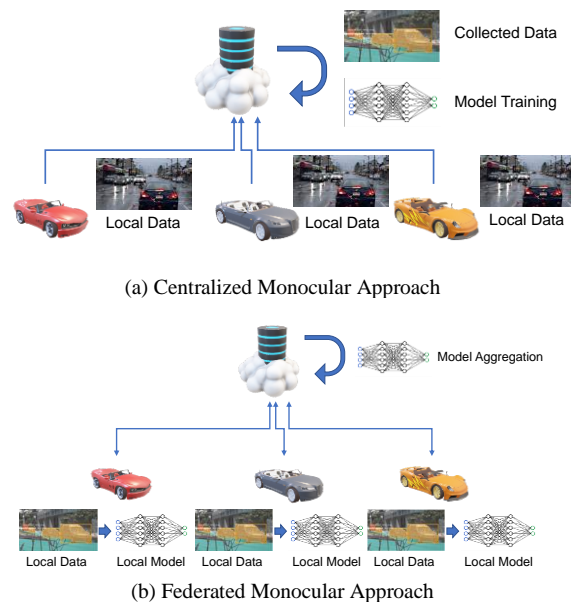 Collected Data
Model Training
Local Data
Local Data
Local Data
(a) Centralized Monocular Approach
Model Aggregation
Local Data
Local Model
Local Data
Local Model
Local Data
Local Model
(b) Federated Monocular Approach